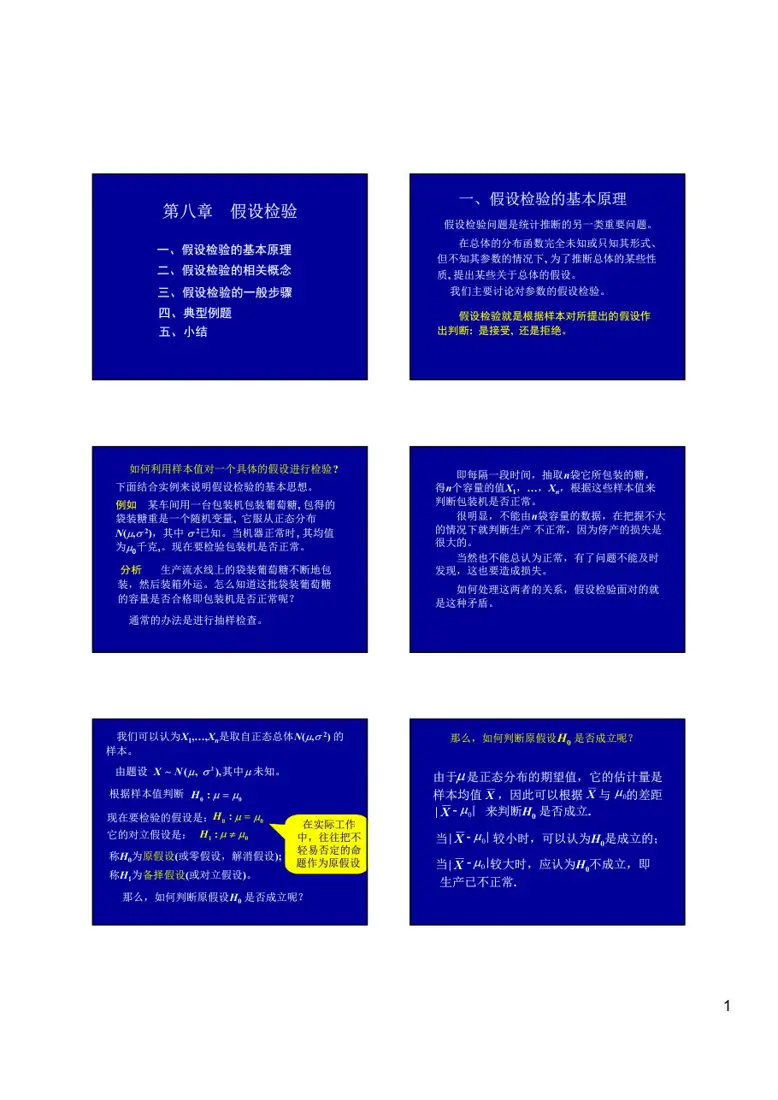 第八章 假设检验
一、假设检验的基本原理
二、假设检验的相关概念
三、假设检验的一般步骤
四、典型例题
五、小结
一、假设检验的基本原理
假设检验问题是统计推断的另一类重要问题。
在总体的分布函数完全未知或只知其形式、
但不知其参数的情况下, 为了推断总体的某些性
质, 提出某些关于总体的假设。
我们主要讨论对参数的假设检验。
假设检验就是根据样本对所提出的假设作
出判断: 是接受, 还是拒绝。
如何利用样本值对一个具体的假设进行检验?
下面结合实例来说明假设检验的基本思想。
例如 某车间用一台包装机包装葡萄糖, 包得的
袋装糖重是一个随机变量, 它服从正态分布
N(μ,σ²)，其中 σ²已知。当机器正常时, 其均值
为μ₀千克,。现在要检验包装机是否正常。
分析 生产流水线上的袋装葡萄糖不断地包
装，然后装箱外运。怎么知道这批袋装葡萄糖
的容量是否合格即包装机是否正常呢？
通常的办法是进行抽样检查。
即每隔一段时间，抽取n袋它所包装的糖，
得n个容量的值X₁，…，Xₙ，根据这些样本值来
判断包装机是否正常。
很明显，不能由n袋容量的数据，在把握不大
的情况下就判断生产 不正常，因为停产的损失是
很大的。
当然也不能总认为正常，有了问题不能及时
发现，这也要造成损失。
如何处理这两者的关系，假设检验面对的就
是这种矛盾。
我们可以认为X₁,…,Xₙ是取自正态总体N(μ,σ²) 的
样本。
由题设 X ~ N(μ, σ²),其中μ未知。
根据样本值判断 H₀ : μ = μ₀
现在要检验的假设是：H₀ : μ = μ₀
它的对立假设是： H₁ : μ ≠ μ₀
称H₀为原假设(或零假设，解消假设);
称H₁为备择假设(或对立假设)。
在实际工作
中，往往把不
轻易否定的命
题作为原假设
那么，如何判断原假设H₀ 是否成立呢？
那么，如何判断原假设H₀ 是否成立呢？
由于μ是正态分布的期望值，它的估计量是
样本均值 X̄ ，因此可以根据 X̄ 与 μ₀的差距
| X̄ - μ₀| 来判断H₀ 是否成立.
当| X̄ - μ₀| 较小时，可以认为H₀是成立的；
当| X̄ - μ₀|较大时，应认为H₀不成立，即
生产已不正常.
1